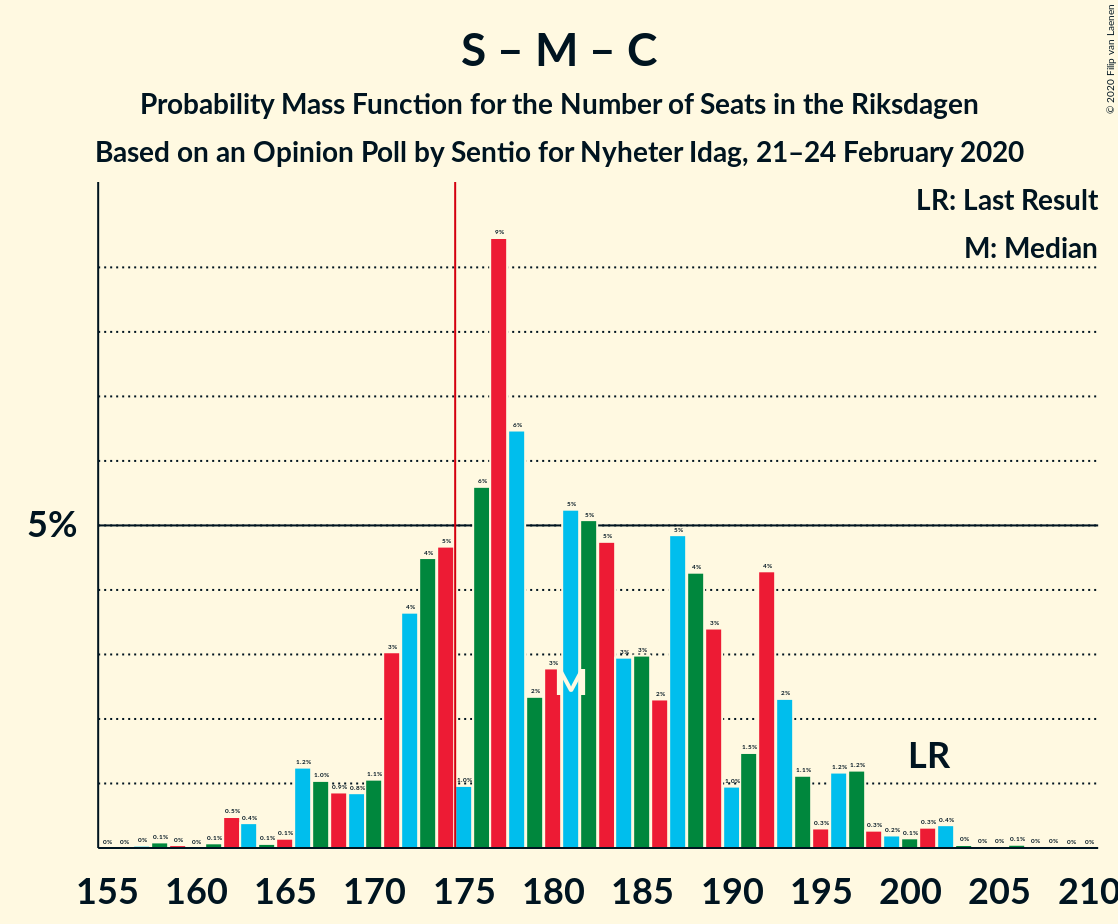 S – M – C
Probability Mass Function for the Number of Seats in the Riksdagen
Based on an Opinion Poll by Sentio for Nyheter Idag, 21–24 February 2020
© 2020 Filip van Laenen
LR: Last Result
M: Median
5%
0% 0% 0% 0.1% 0% 0% 0.1% 0.5% 0.4% 0.1% 0.1% 1.2% 1.0% 0.9% 0.8% 1.1% 3% 4% 4% 5% 1.0% 6% 9% 6% 2% 3% 5% 5% 5% 3% 3% 2% 5% 4% 3% 1.0% 1.5% 4% 2% 1.1% 0.3% 1.2% 1.2% 0.3% 0.2% 0.1% 0.3% 0.4% 0% 0% 0% 0.1% 0% 0% 0% 0%
M
LR
155 160 165 170 175 180 185 190 195 200 205 210